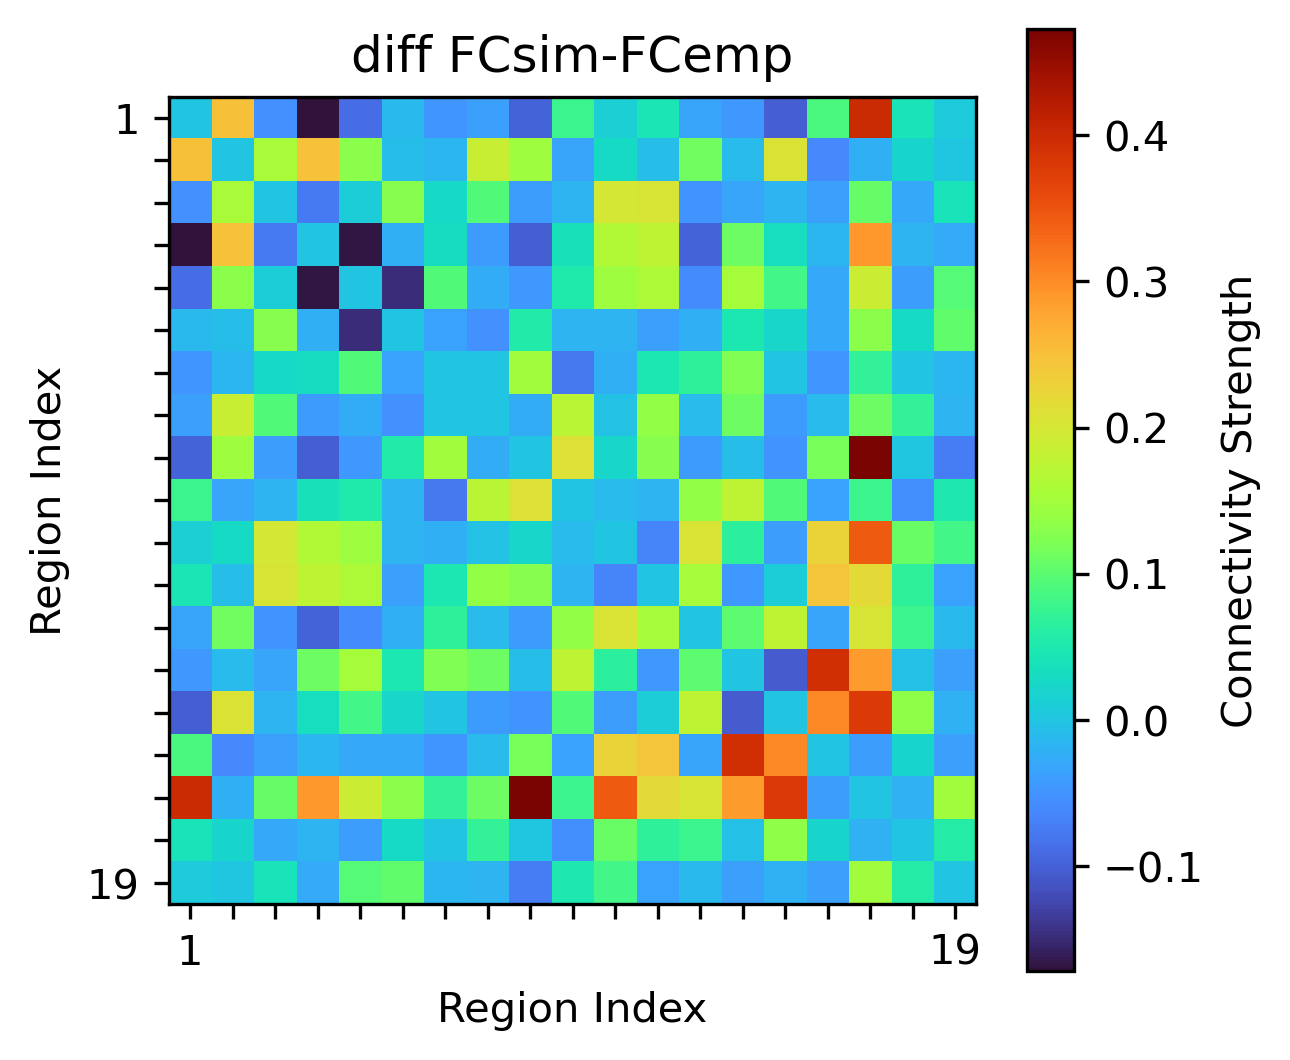 diff FCsim-FCemp
1
19
1
19
Region Index
Region Index
0.4
0.3
0.2
0.1
0.0
−0.1
Connectivity Strength